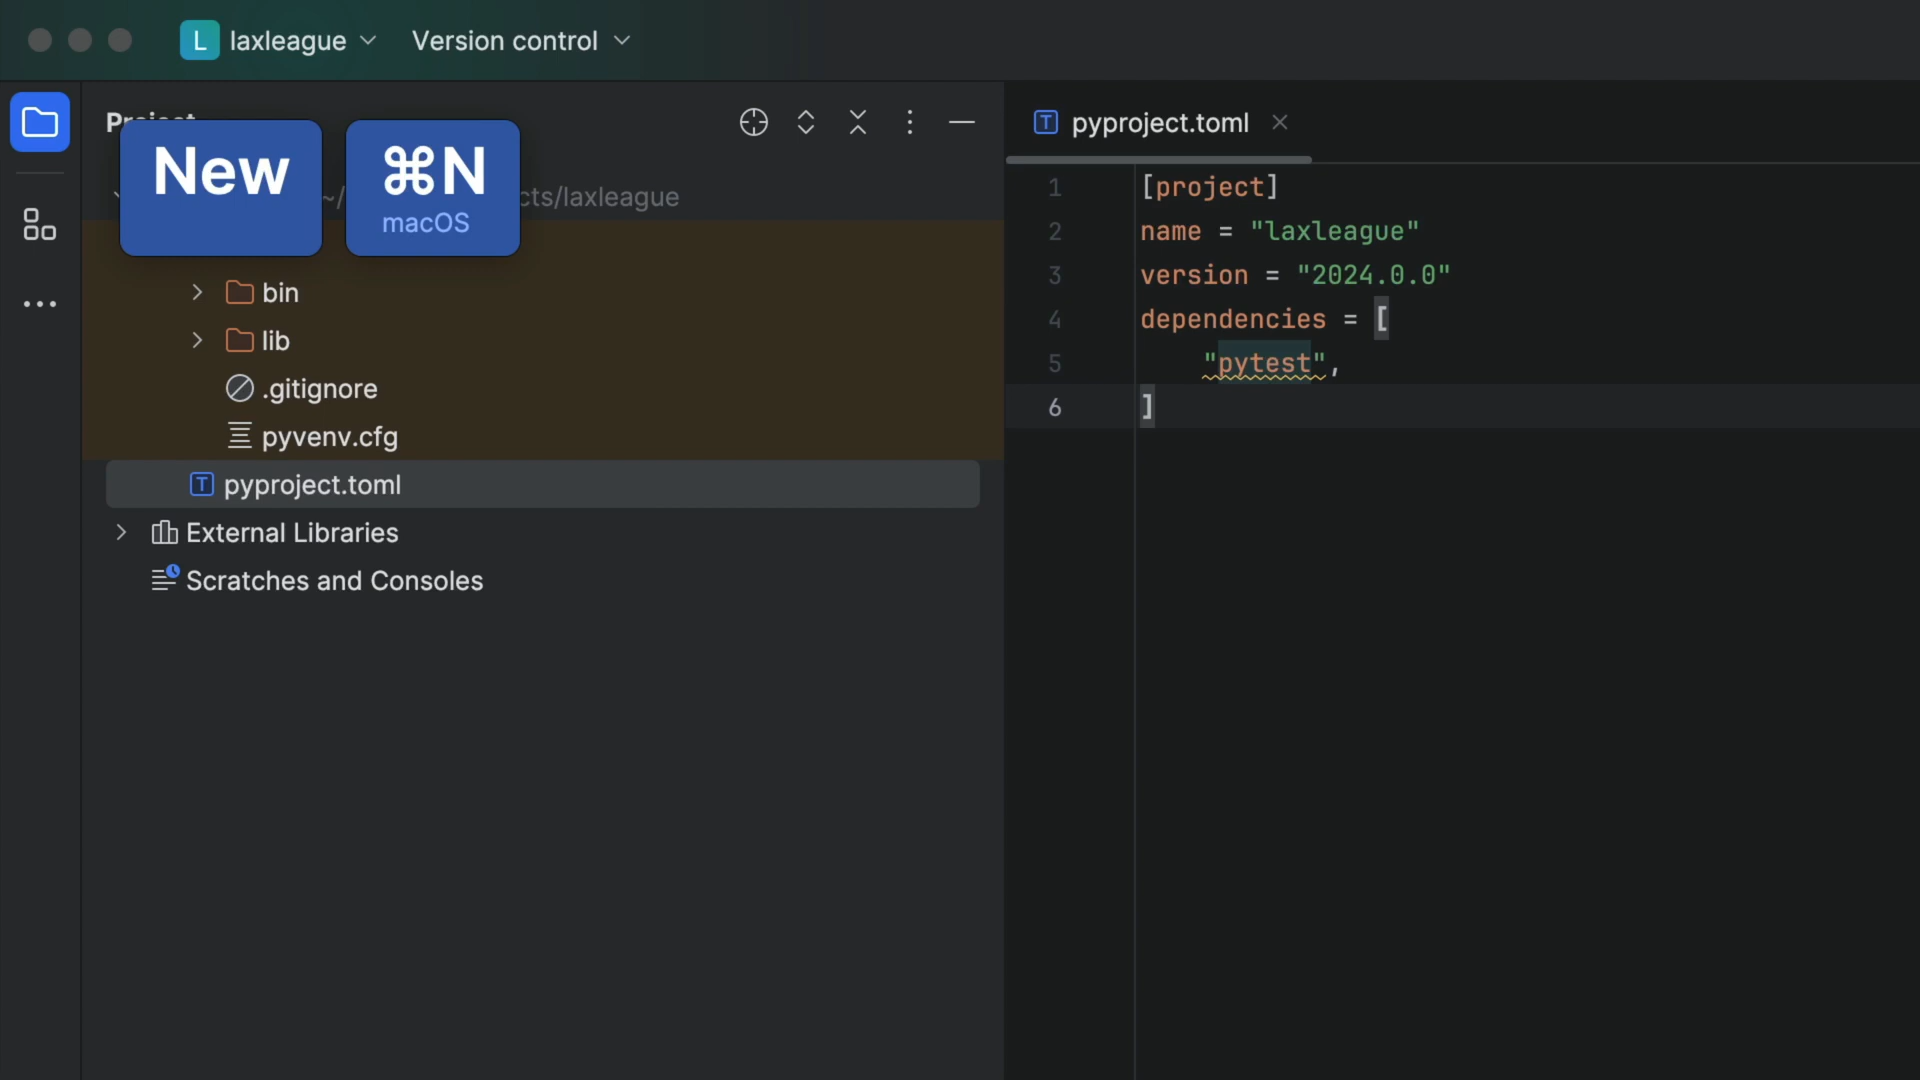 L laxleague Version control
Project
New
⌘N
macOS
~/
cts/laxleague
bin
lib
.gitignore
pyvenv.cfg
T pyproject.toml
External Libraries
Scratches and Consoles
T pyproject.toml
1 [project]
2 name = "laxleague"
3 version = "2024.0.0"
4 dependencies = [
5 "pytest",
6 ]